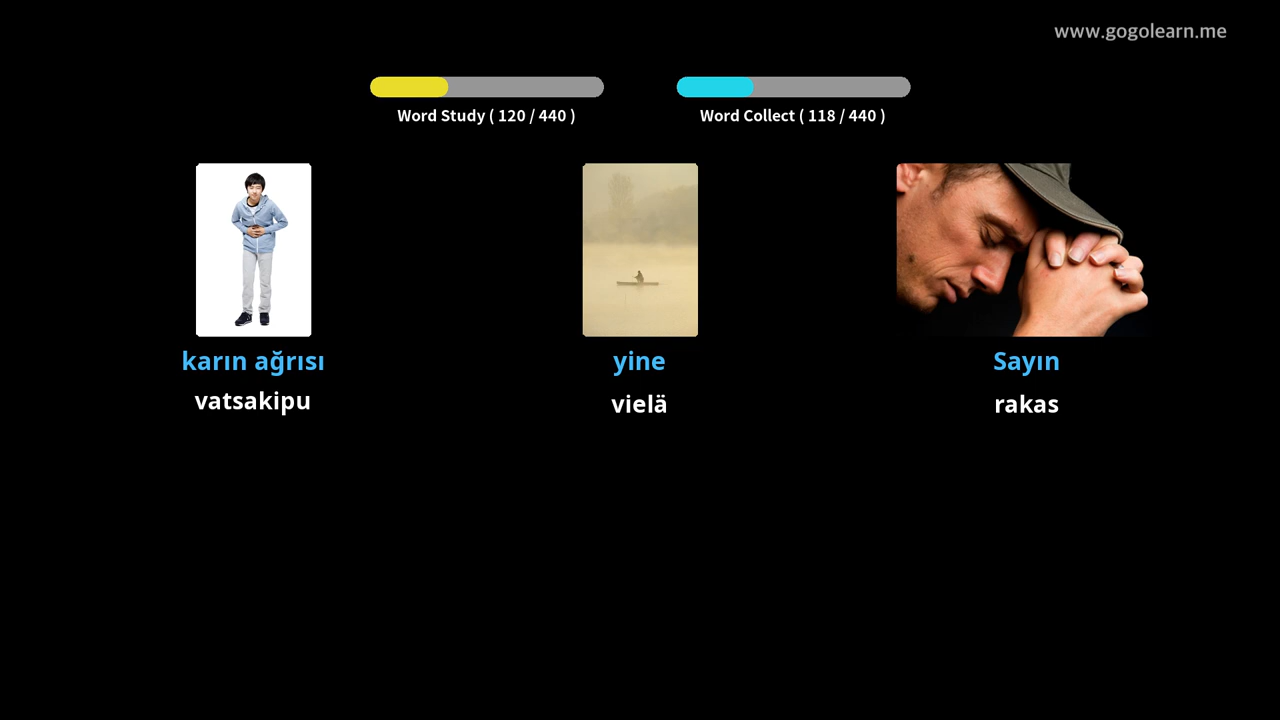 www.gogolearn.me
Word Study ( 120 / 440 )
Word Collect ( 118 / 440 )
karın ağrısı
vatsakipu
yine
vielä
Sayın
rakas